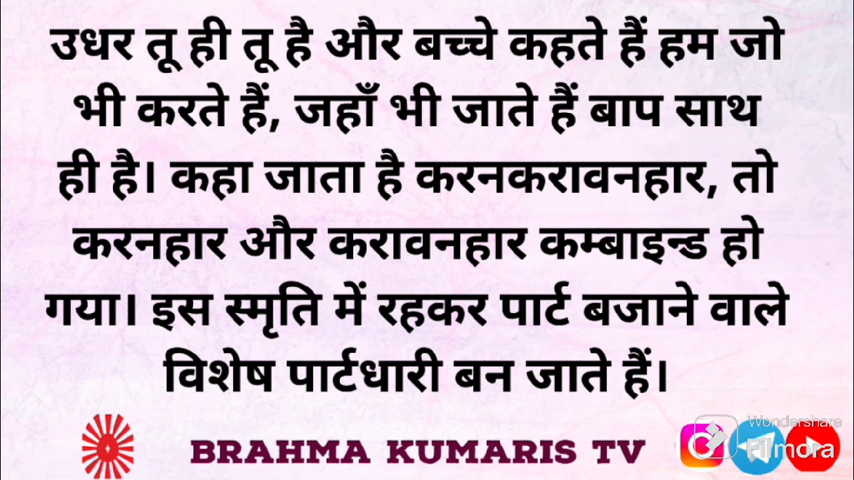 उधर तू ही तू है और बच्चे कहते हैं हम जो
भी करते हैं, जहाँ भी जाते हैं बाप साथ
ही है। कहा जाता है करनकरावनहार, तो
करनहार और करावनहार कम्बाइन्ड हो
गया। इस स्मृति में रहकर पार्ट बजाने वाले
विशेष पार्टधारी बन जाते हैं।
BRAHMA KUMARIS TV
Wondershare
Filmora